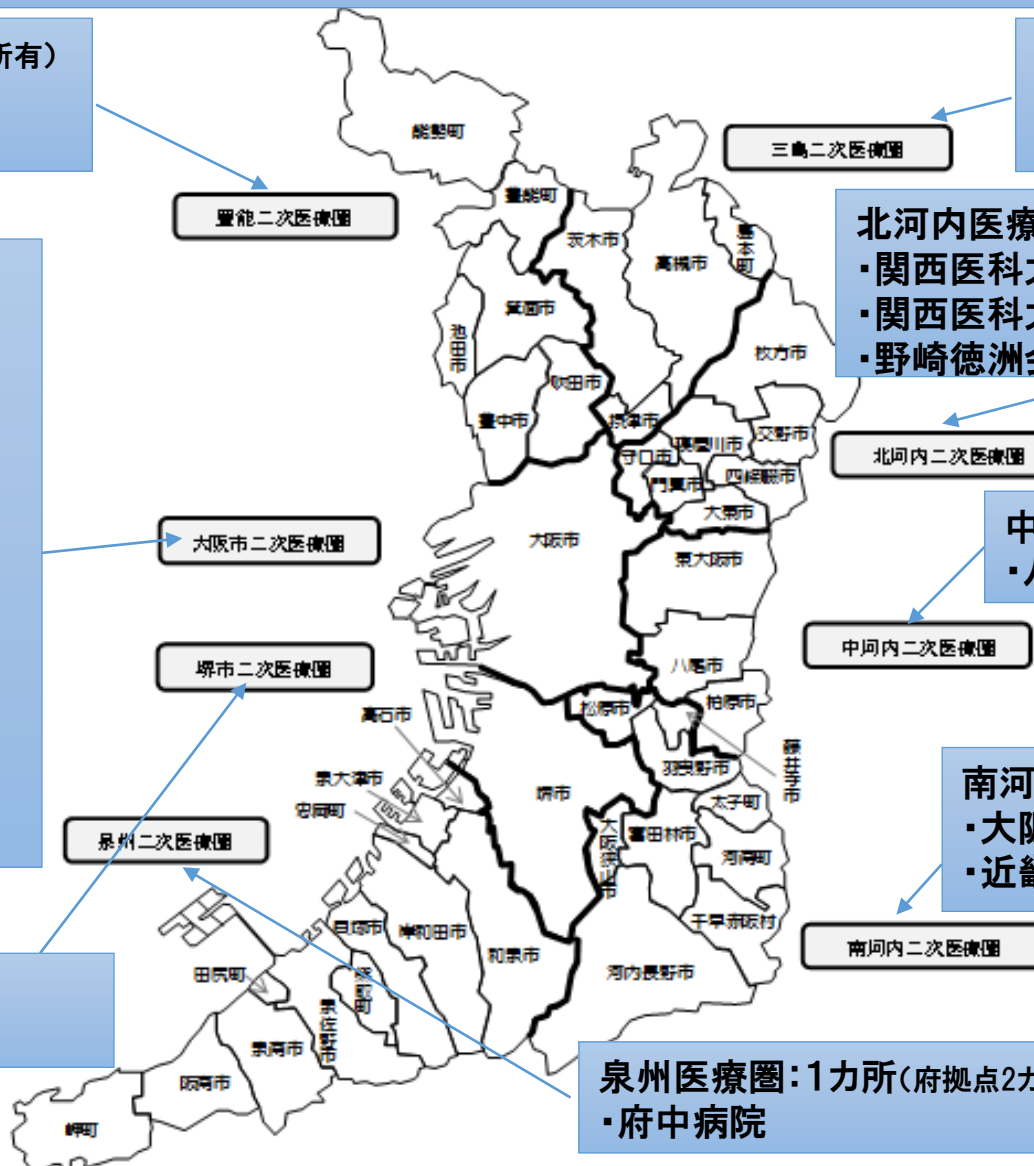 所有）
能勢町
三島二次医療圏
豊能町
豊能二次医療圏
茨木市
高槻市
島本町
北河内医療
・関西医科大
・関西医科大
・野崎徳洲会
箕面市
池田市
枚方市
吹田市
豊中市
摂津市
寝屋川市
交野市
守口市
門真市
四條畷市
北河内二次医療圏
大東市
大阪市二次医療圏
大阪市
東大阪市
中
・八
中河内二次医療圏
堺市二次医療圏
八尾市
柏原市
松原市
高石市
藤井寺市
羽曳野市
泉大津市
堺市
太子町
忠岡町
南河
・大阪
・近畿
大阪狭山市
富田林市
泉州二次医療圏
河南町
千早赤阪村
貝塚市
岸和田市
和泉市
南河内二次医療圏
河内長野市
田尻町
熊取町
泉佐野市
泉南市
阪南市
岬町
泉州医療圏：1カ所（府拠点2カ
・府中病院